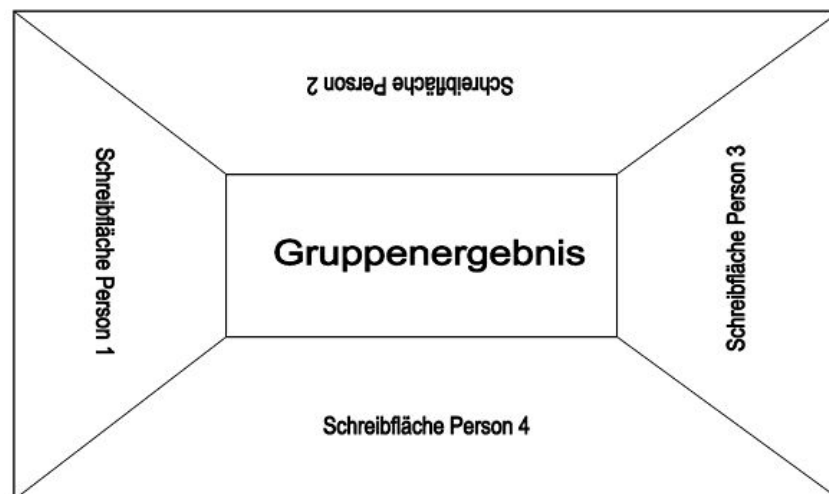 Schreibfläche Person 2
Schreibfläche Person 1
Gruppenergebnis
Schreibfläche Person 3
Schreibfläche Person 4